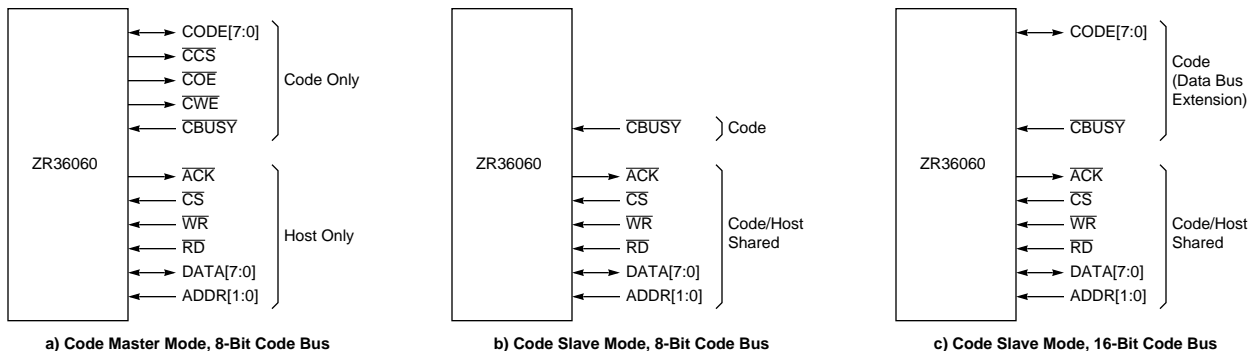 ZR36060
CODE[7:0]
CCS
COE
CWE
CBUSY
Code Only
ACK
CS
WR
RD
DATA[7:0]
ADDR[1:0]
Host Only
a) Code Master Mode, 8-Bit Code Bus
ZR36060
CBUSY
Code
ACK
CS
WR
RD
DATA[7:0]
ADDR[1:0]
Code/Host
Shared
b) Code Slave Mode, 8-Bit Code Bus
ZR36060
CODE[7:0]
CBUSY
Code
(Data Bus
Extension)
ACK
CS
WR
RD
DATA[7:0]
ADDR[1:0]
Code/Host
Shared
c) Code Slave Mode, 16-Bit Code Bus